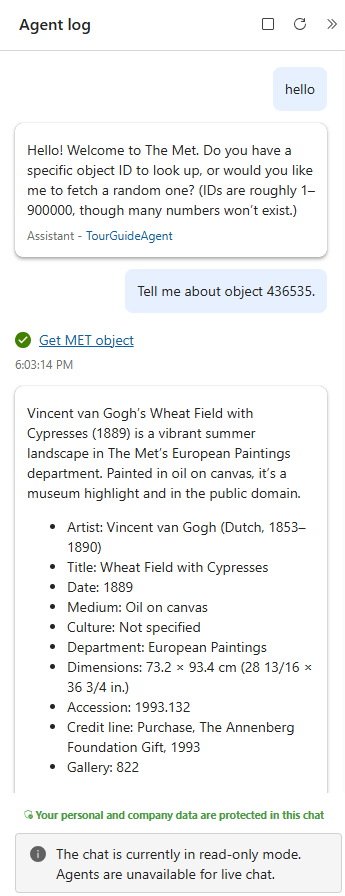 Agent log
hello
Hello! Welcome to The Met. Do you have a
specific object ID to look up, or would you like
me to fetch a random one? (IDs are roughly 1–
900000, though many numbers won’t exist.)
Assistant - TourGuideAgent
Tell me about object 436535.
Get MET object
6:03:14 PM
Vincent van Gogh’s Wheat Field with
Cypresses (1889) is a vibrant summer
landscape in The Met’s European Paintings
department. Painted in oil on canvas, it’s a
museum highlight and in the public domain.
• Artist: Vincent van Gogh (Dutch, 1853–
1890)
• Title: Wheat Field with Cypresses
• Date: 1889
• Medium: Oil on canvas
• Culture: Not specified
• Department: European Paintings
• Dimensions: 73.2 × 93.4 cm (28 13/16 ×
36 3/4 in.)
• Accession: 1993.132
• Credit line: Purchase, The Annenberg
Foundation Gift, 1993
• Gallery: 822
Your personal and company data are protected in this chat
The chat is currently in read-only mode.
Agents are unavailable for live chat.